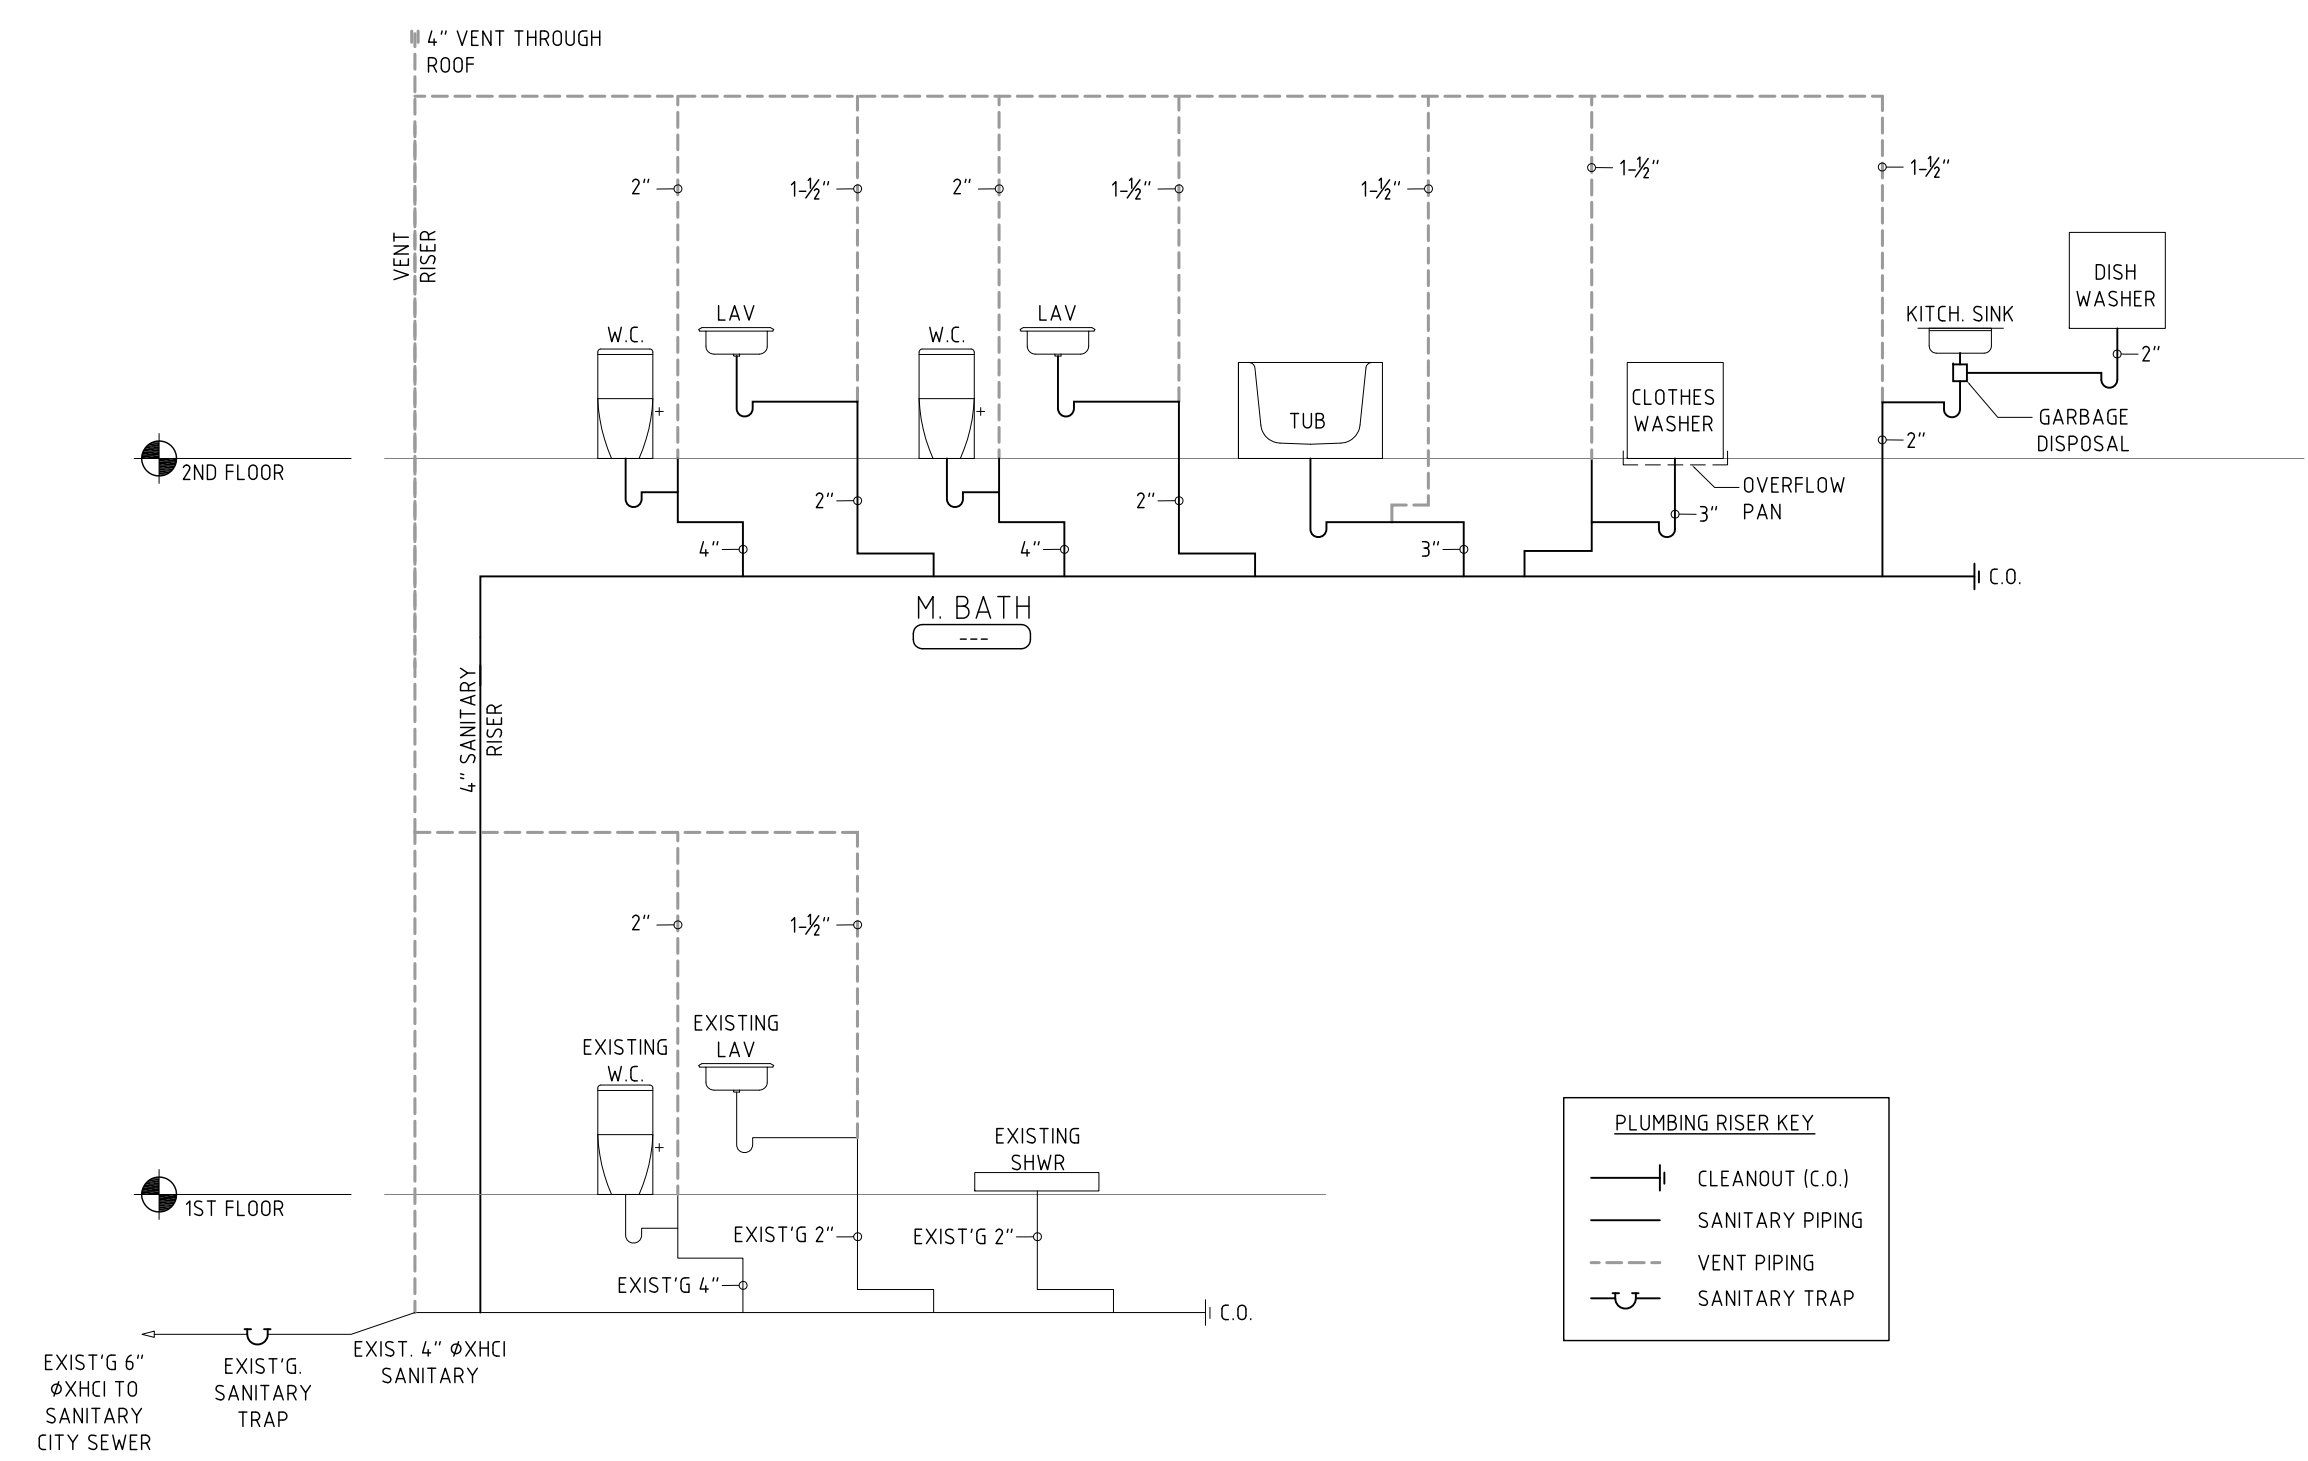 4" VENT THROUGH
ROOF
2"
1-½"
2"
1-½"
1-½"
1-½"
1-½"
VENT
RISER
LAV
W.C.
LAV
W.C.
TUB
CLOTHES
WASHER
KITCH. SINK
DISH
WASHER
2"
GARBAGE
DISPOSAL
2"
2ND FLOOR
OVERFLOW
PAN
2"
2"
3"
4"
4"
3"
C.O.
M. BATH
---
4" SANITARY
RISER
2"
1-½"
EXISTING
LAV
EXISTING
W.C.
EXISTING
SHWR
1ST FLOOR
EXIST'G 2"
EXIST'G 2"
EXIST'G 4"
C.O.
EXIST. 4" ØXHCI
SANITARY
EXIST'G.
SANITARY
TRAP
EXIST'G 6"
ØXHCI TO
SANITARY
CITY SEWER
PLUMBING RISER KEY
CLEANOUT (C.O.)
SANITARY PIPING
VENT PIPING
SANITARY TRAP